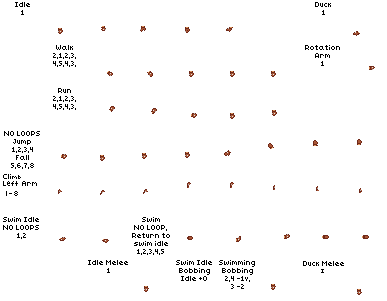 Idle
1
Duck
1
Walk
2,1,2,3,
4,5,4,3,
Rotation
Arm
1
Run
2,1,2,3,
4,5,4,3,
NO LOOPS
Jump
1,2,3,4
Fall
5,6,7,8
Climb
Left Arm
1-8
Swim Idle
NO LOOPS
1,2
Swim
NO LOOP,
Return to
swim idle
1,2,3,4,5
Swim Idle
Bobbing
Idle +0
Swimming
Bobbing
2,4 -1v,
3 -2
Idle Melee
1
Duck Melee
1